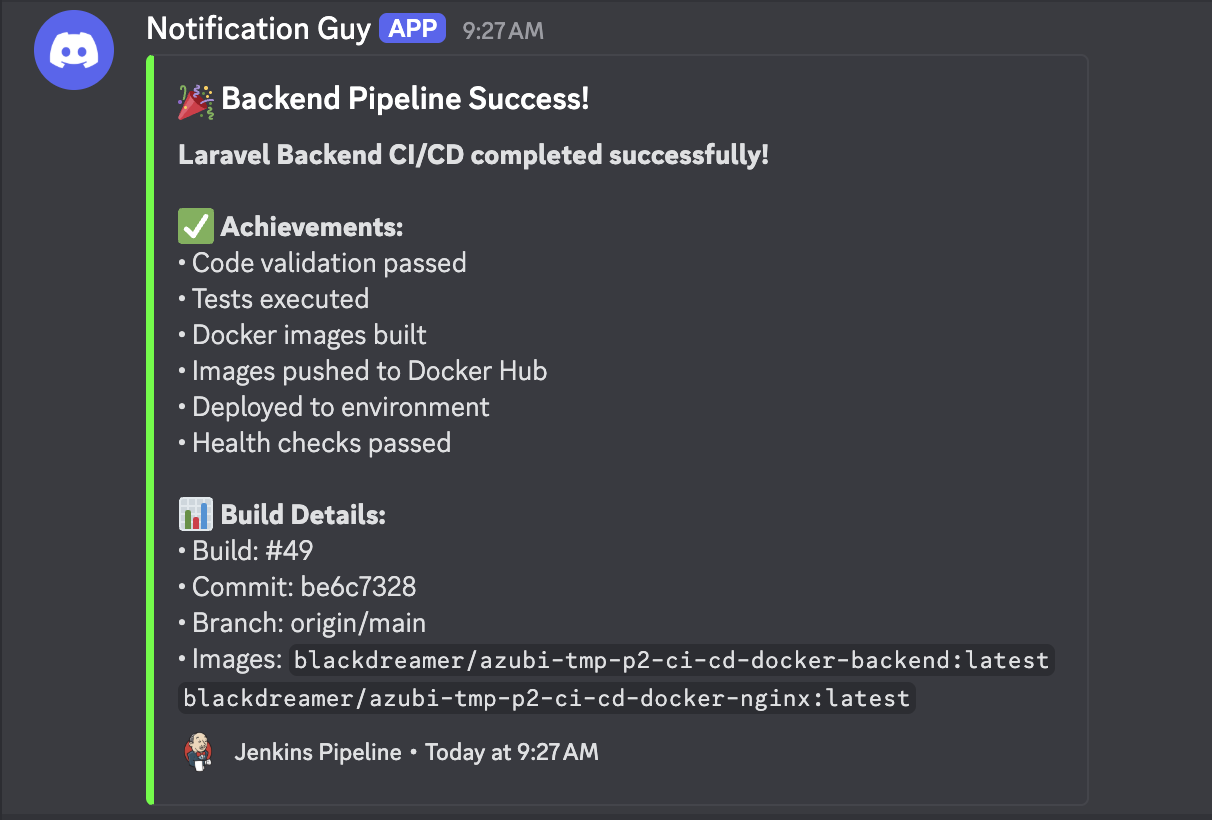 Notification Guy APP 9:27 AM
🎉 Backend Pipeline Success!
Laravel Backend CI/CD completed successfully!
✅ Achievements:
• Code validation passed
• Tests executed
• Docker images built
• Images pushed to Docker Hub
• Deployed to environment
• Health checks passed
📊 Build Details:
• Build: #49
• Commit: be6c7328
• Branch: origin/main
• Images: blackdreamer/azubi-tmp-p2-ci-cd-docker-backend:latest
blackdreamer/azubi-tmp-p2-ci-cd-docker-nginx:latest
Jenkins Pipeline • Today at 9:27 AM